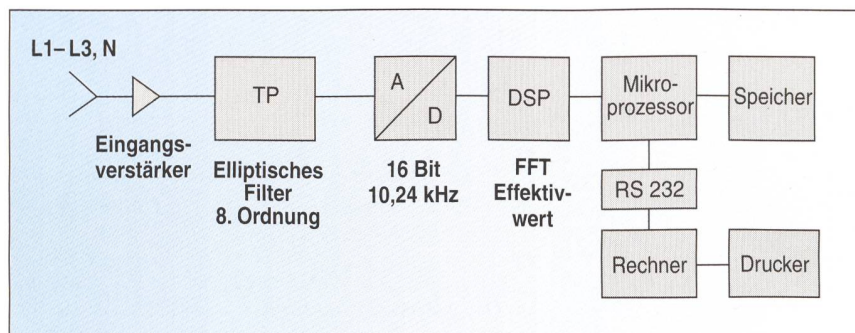 L1–L3, N
Eingangs-
verstärker
TP
Elliptisches
Filter
8. Ordnung
A
D
16 Bit
10,24 kHz
DSP
FFT
Effektiv-
wert
Mikro-
prozessor
Speicher
RS 232
Rechner
Drucker